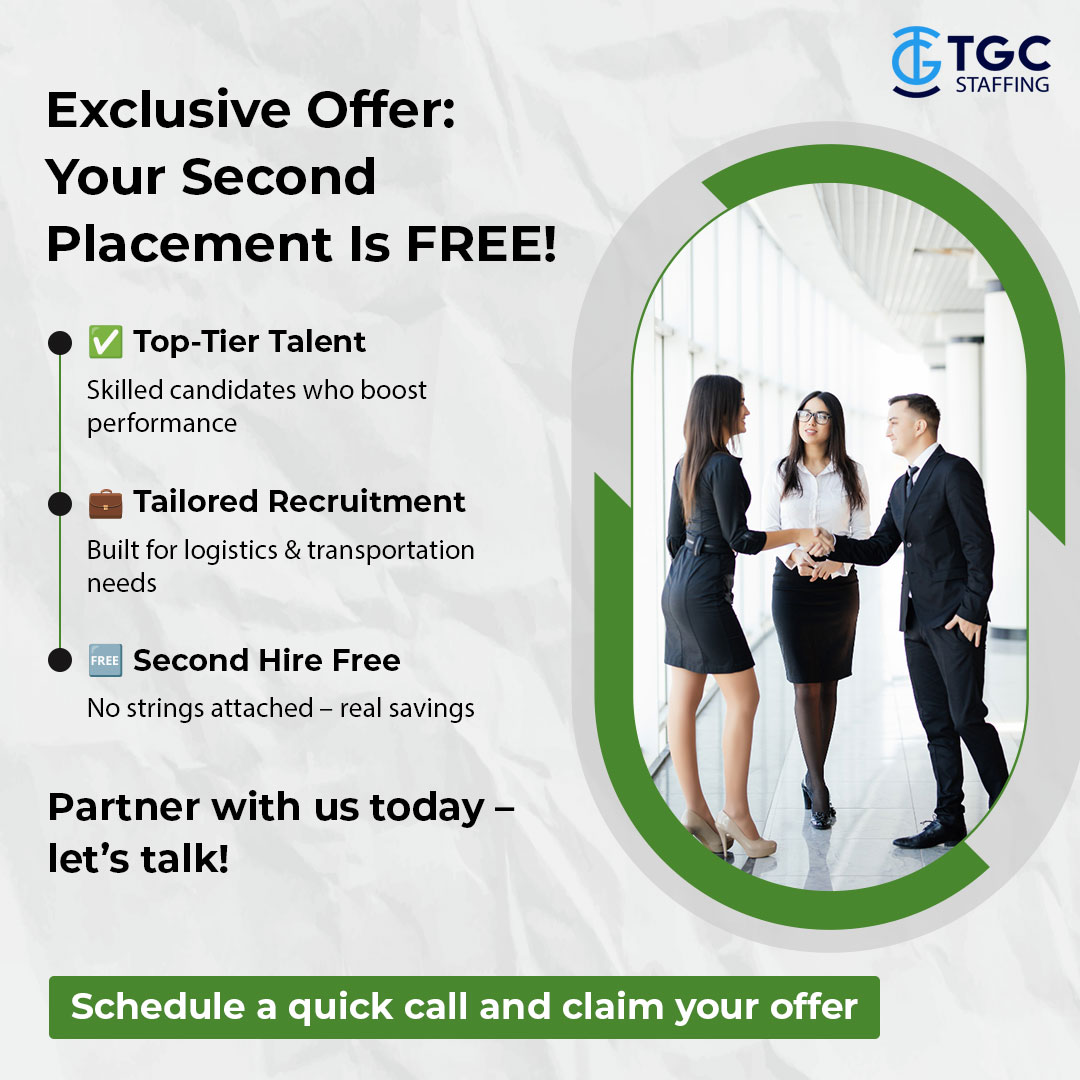 TGC
STAFFING
Exclusive Offer:
Your Second
Placement Is FREE!
✅ Top-Tier Talent
Skilled candidates who boost
performance
💼 Tailored Recruitment
Built for logistics & transportation
needs
🆓 Second Hire Free
No strings attached – real savings
Partner with us today –
let’s talk!
Schedule a quick call and claim your offer